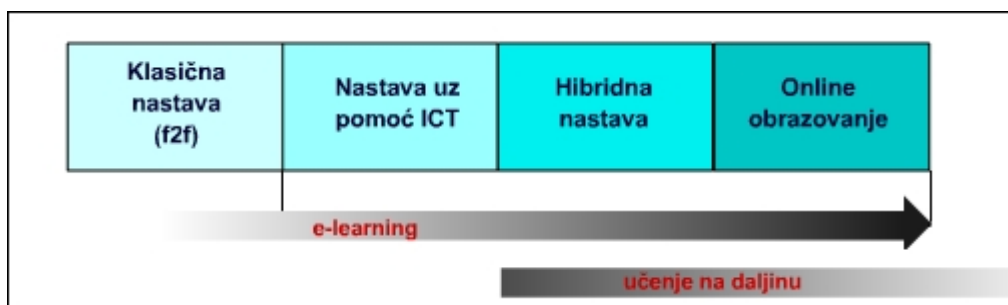 Klasična
nastava
(f2f)
Nastava uz
pomoć ICT
Hibridna
nastava
Online
obrazovanje
e-learning
učenje na daljinu